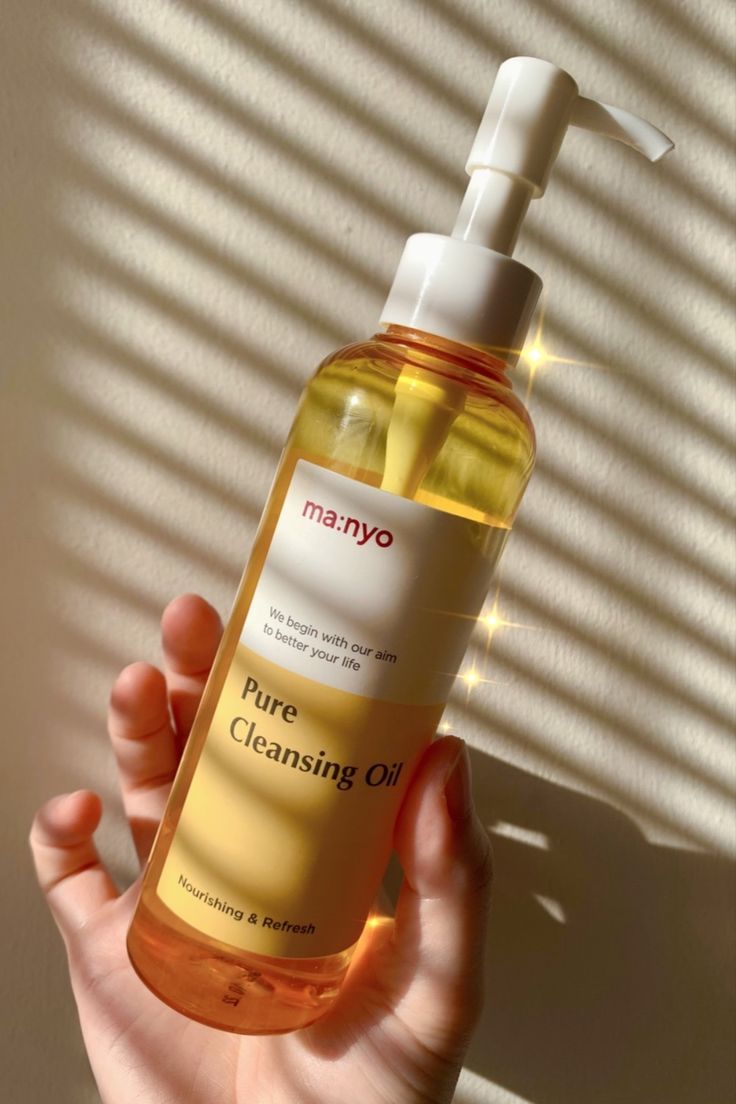 ma:nyo
We begin with our aim
to better your life
Pure
Cleansing Oil
Nourishing & Refresh